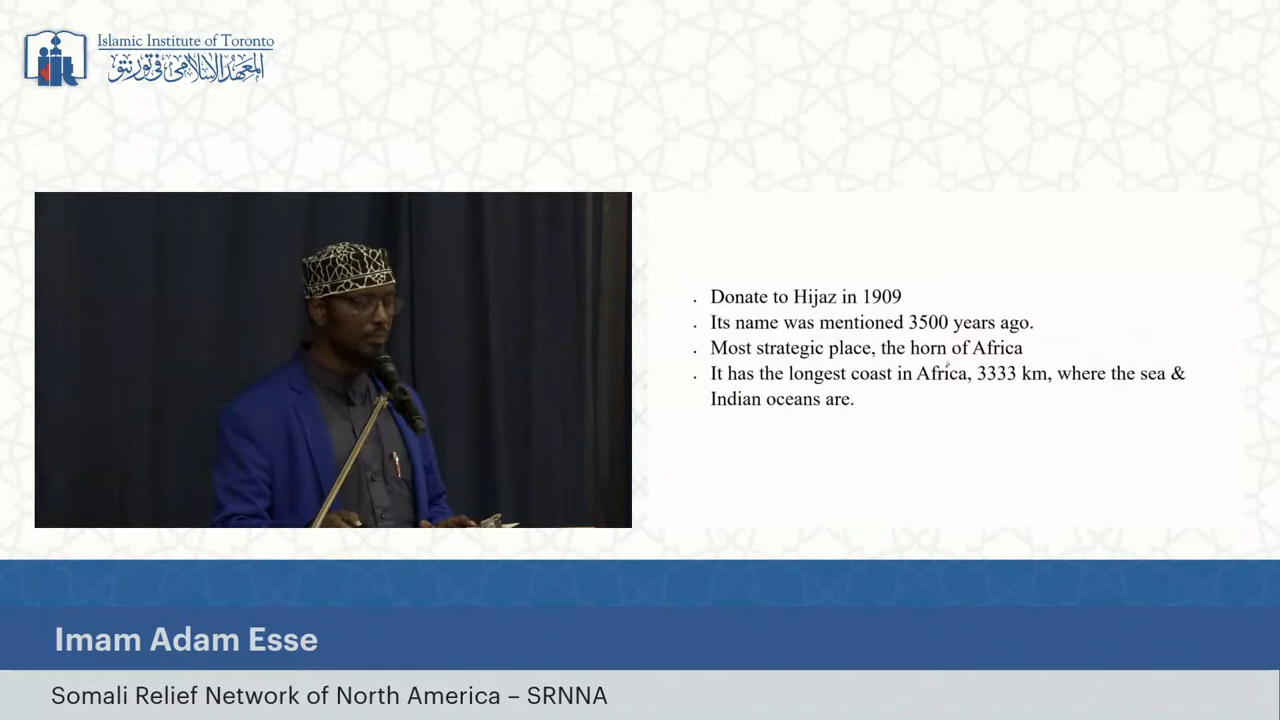 Islamic Institute of Toronto
المعهد الإسلامي في تورنتو
Donate to Hijaz in 1909
Its name was mentioned 3500 years ago.
Most strategic place, the horn of Africa
It has the longest coast in Africa, 3333 km, where the sea &
Indian oceans are.
Imam Adam Esse
Somali Relief Network of North America – SRNNA